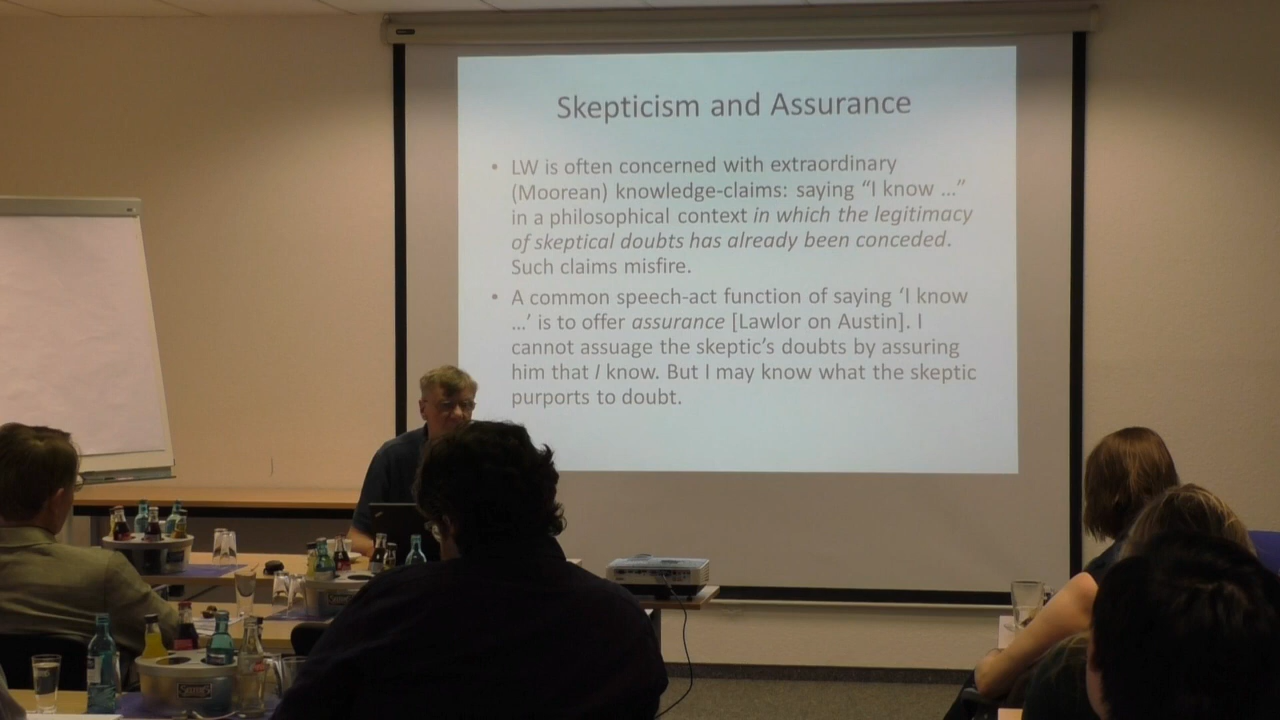 Skepticism and Assurance
• LW is often concerned with extraordinary
(Moorean) knowledge-claims: saying “I know ...”
in a philosophical context in which the legitimacy
of skeptical doubts has already been conceded.
Such claims misfire.
• A common speech-act function of saying ‘I know
...’ is to offer assurance [Lawlor on Austin]. I
cannot assuage the skeptic’s doubts by assuring
him that I know. But I may know what the skeptic
purports to doubt.